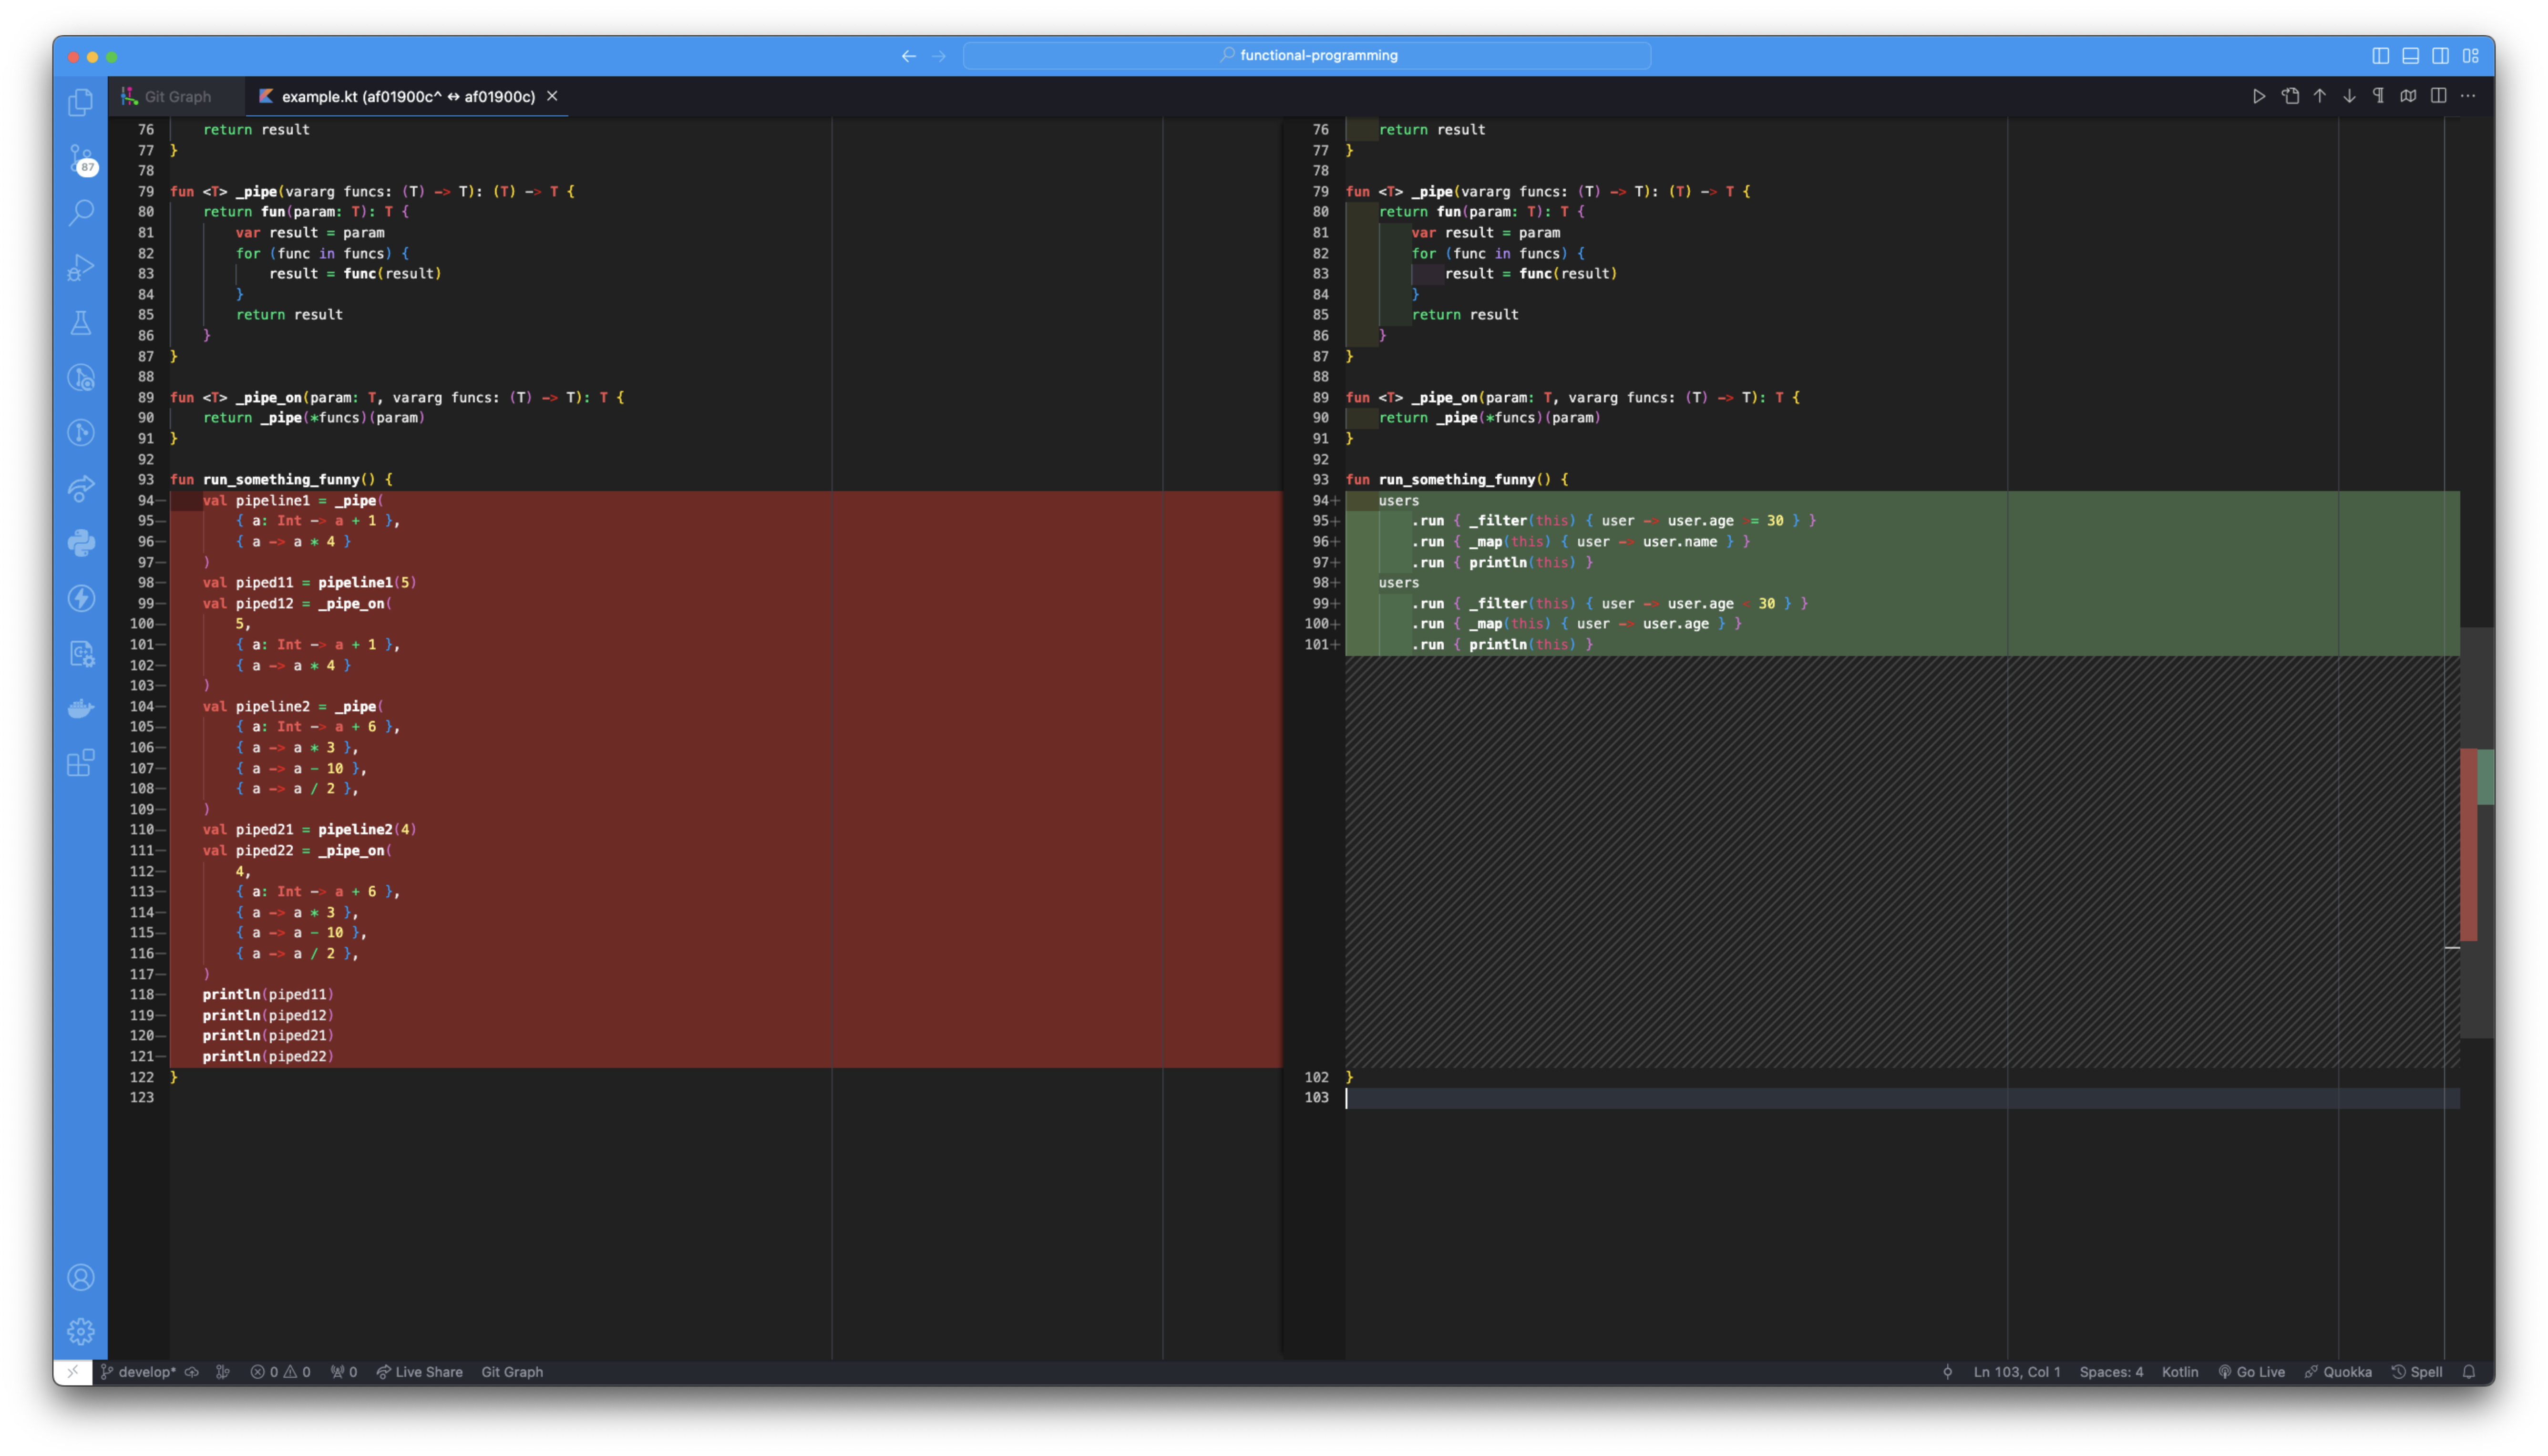 functional-programming
Git Graph
example.kt (af01900c^ ↔ af01900c)
87
76     return result
77 }
78
79 fun <T> _pipe(vararg funcs: (T) -> T): (T) -> T {
80     return fun(param: T): T {
81         var result = param
82         for (func in funcs) {
83             result = func(result)
84         }
85         return result
86     }
87 }
88
89 fun <T> _pipe_on(param: T, vararg funcs: (T) -> T): T {
90     return _pipe(*funcs)(param)
91 }
92
93 fun run_something_funny() {
94−     val pipeline1 = _pipe(
95−         { a: Int -> a + 1 },
96−         { a -> a * 4 }
97−     )
98−     val piped11 = pipeline1(5)
99−     val piped12 = _pipe_on(
100−         5,
101−         { a: Int -> a + 1 },
102−         { a -> a * 4 }
103−     )
104−     val pipeline2 = _pipe(
105−         { a: Int -> a + 6 },
106−         { a -> a * 3 },
107−         { a -> a - 10 },
108−         { a -> a / 2 },
109−     )
110−     val piped21 = pipeline2(4)
111−     val piped22 = _pipe_on(
112−         4,
113−         { a: Int -> a + 6 },
114−         { a -> a * 3 },
115−         { a -> a - 10 },
116−         { a -> a / 2 },
117−     )
118−     println(piped11)
119−     println(piped12)
120−     println(piped21)
121−     println(piped22)
122 }
123
76     return result
77 }
78
79 fun <T> _pipe(vararg funcs: (T) -> T): (T) -> T {
80     return fun(param: T): T {
81         var result = param
82         for (func in funcs) {
83             result = func(result)
84         }
85         return result
86     }
87 }
88
89 fun <T> _pipe_on(param: T, vararg funcs: (T) -> T): T {
90     return _pipe(*funcs)(param)
91 }
92
93 fun run_something_funny() {
94+     users
95+         .run { _filter(this) { user -> user.age >= 30 } }
96+         .run { _map(this) { user -> user.name } }
97+         .run { println(this) }
98+     users
99+         .run { _filter(this) { user -> user.age < 30 } }
100+         .run { _map(this) { user -> user.age } }
101+         .run { println(this) }
102 }
103
develop* 0 0 0 Live Share Git Graph Ln 103, Col 1 Spaces: 4 Kotlin Go Live Quokka Spell